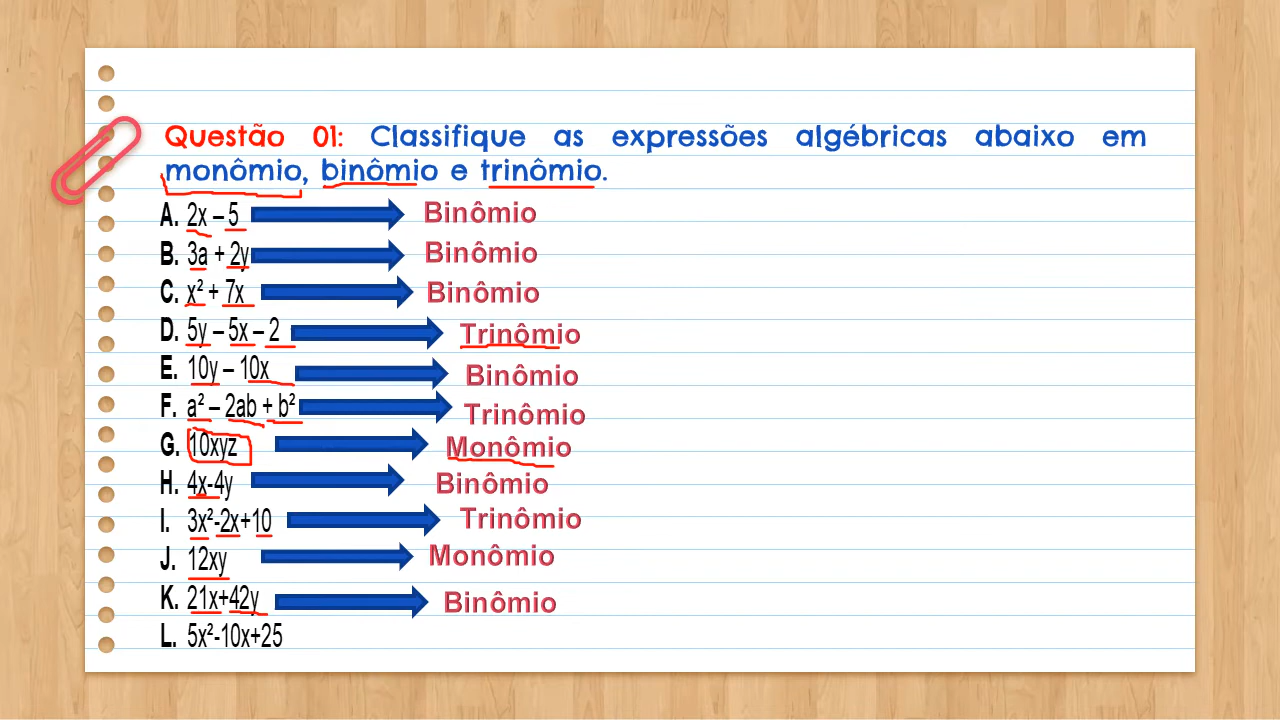 Questão 01: Classifique as expressões algébricas abaixo em
monômio, binômio e trinômio.
A. 2x – 5 Binômio
B. 3a + 2y Binômio
C. x² + 7x Binômio
D. 5y – 5x – 2 Trinômio
E. 10y – 10x Binômio
F. a² – 2ab + b² Trinômio
G. 10xyz Monômio
H. 4x-4y Binômio
I. 3x²-2x+10 Trinômio
J. 12xy Monômio
K. 21x+42y Binômio
L. 5x²-10x+25